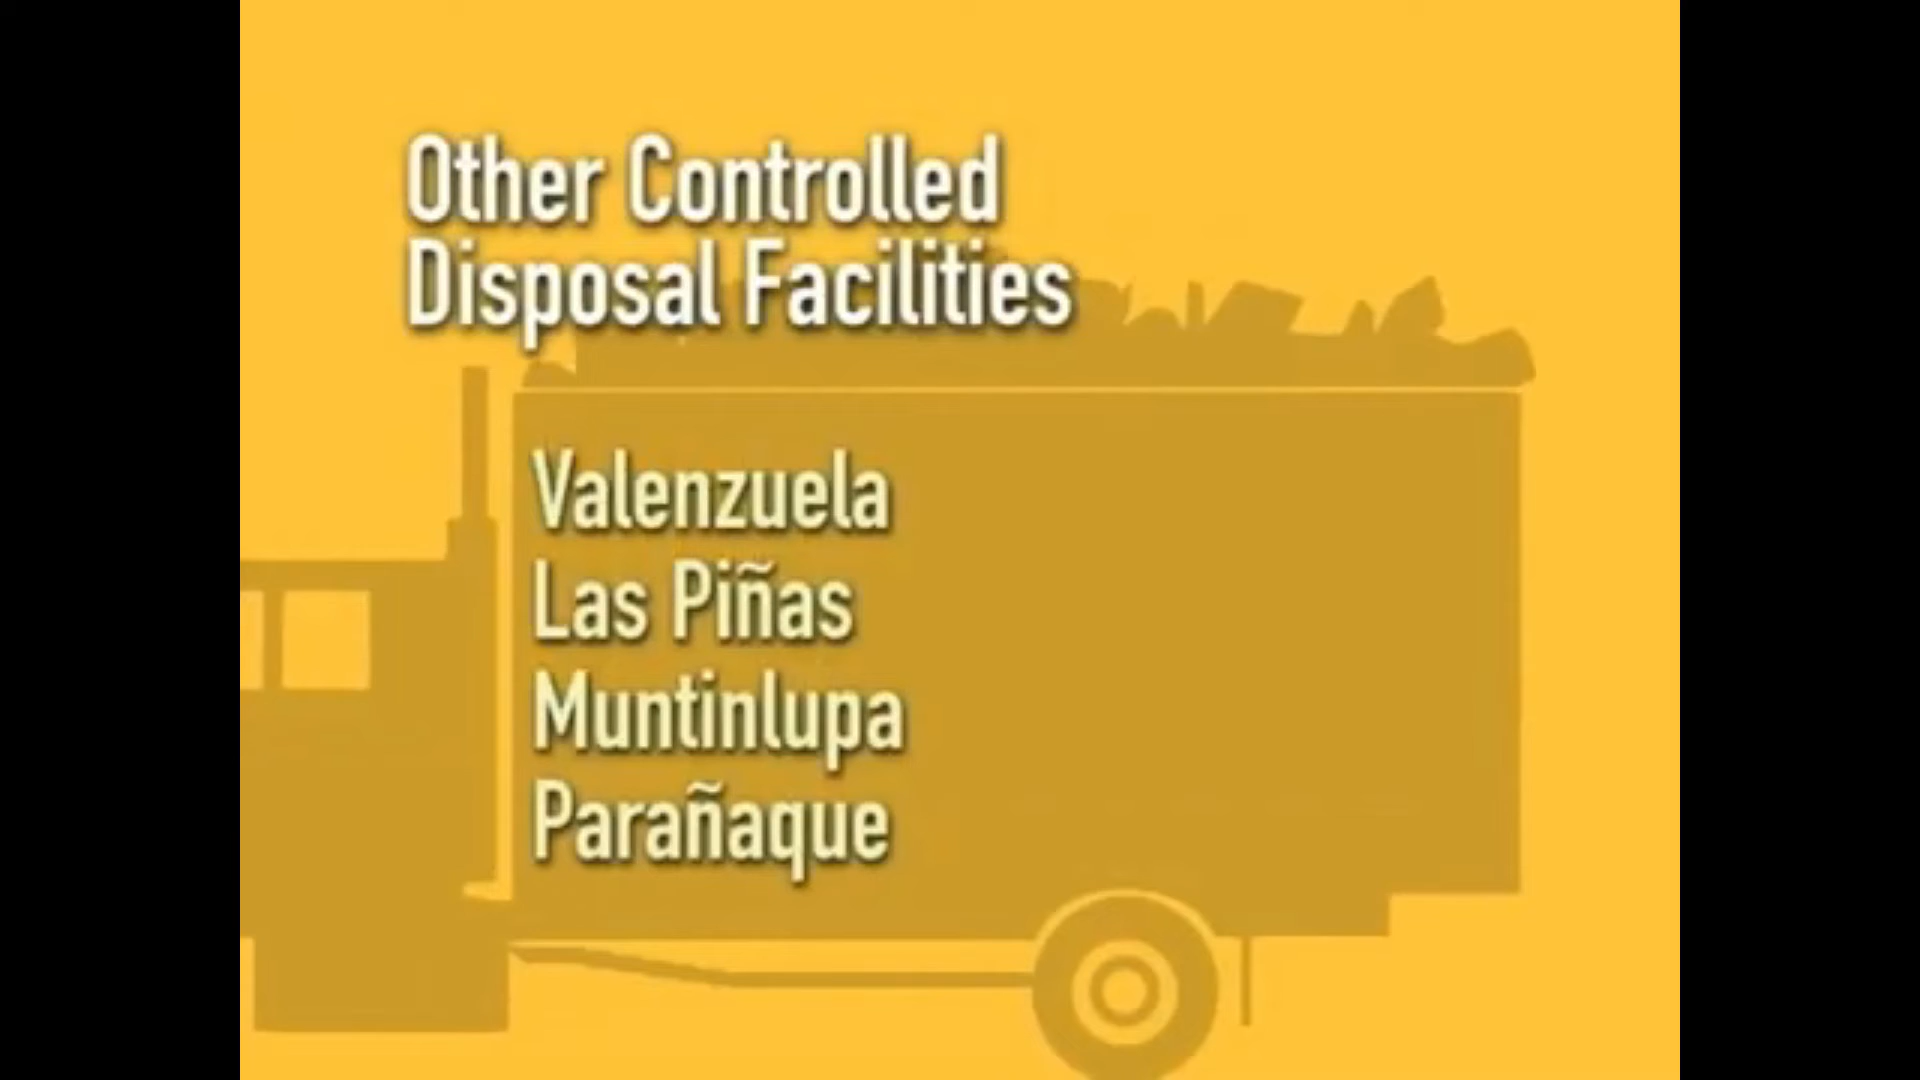 Other Controlled
Disposal Facilities
Valenzuela
Las Piñas
Muntinlupa
Parañaque